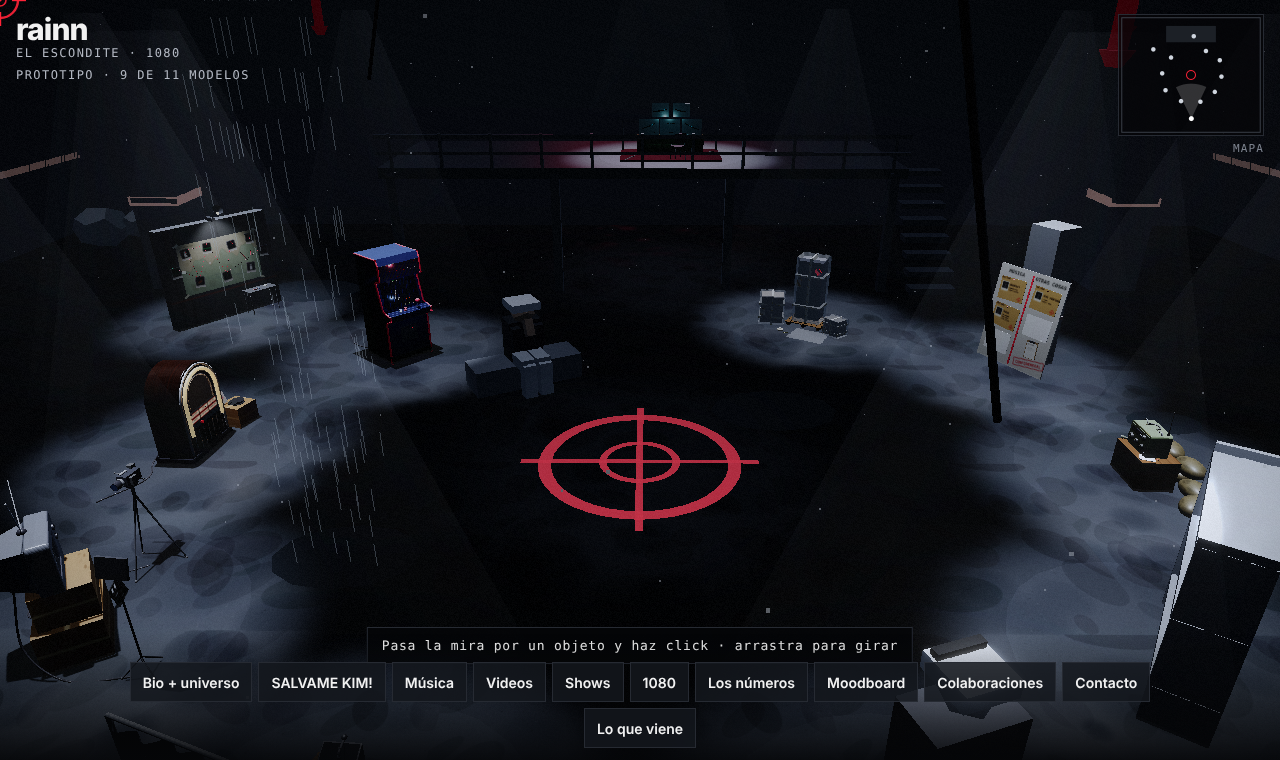 rainn
EL ESCONDITE · 1080
PROTOTIPO · 9 DE 11 MODELOS
MAPA
Pasa la mira por un objeto y haz click · arrastra para girar
Bio + universo
SALVAME KIM!
Música
Videos
Shows
1080
Los números
Moodboard
Colaboraciones
Contacto
Lo que viene